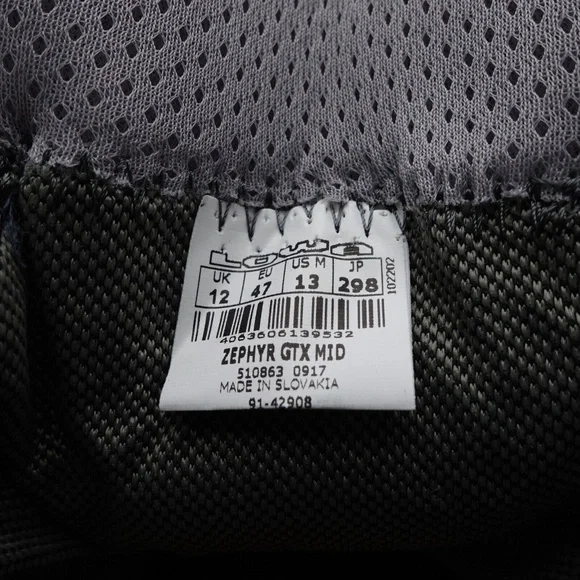 LOWA
UK EU US M JP
12 47 13 298
102202
4063606139532
ZEPHYR GTX MID
510863 0917
MADE IN SLOVAKIA
91-42908